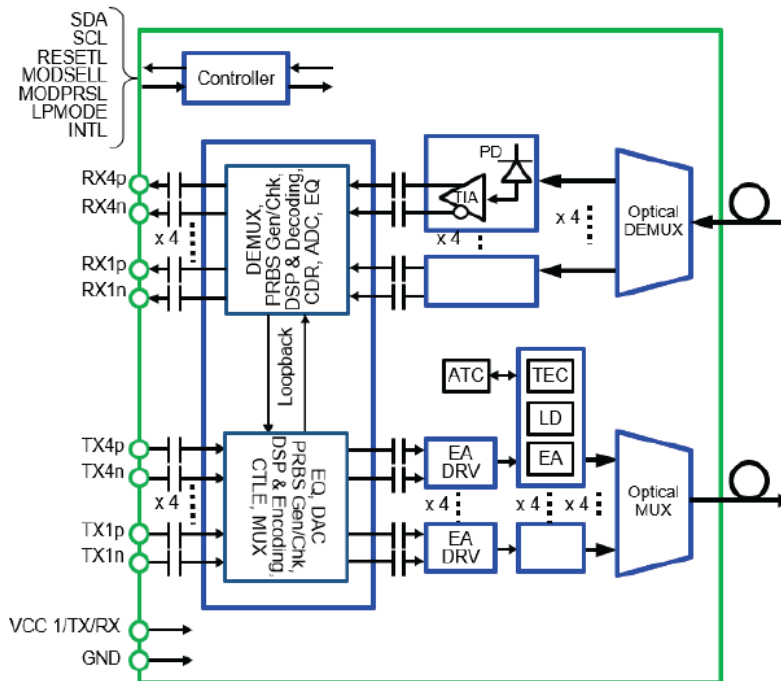 SDA
SCL
RESETL
MODSELL
MODPRSL
LPMODE
INTL
Controller
RX4p
RX4n
x 4
RX1p
RX1n
DEMUX,
PRBS Gen/Chk,
DSP & Decoding,
CDR, ADC, EQ
PD
TIA
x 4
x 4
Optical
DEMUX
Loopback
ATC
TEC
LD
EA
TX4p
TX4n
x 4
TX1p
TX1n
EQ, DAC
PRBS Gen/Chk,
DSP & Encoding,
CTLE, MUX
EA
DRV
x 4
EA
DRV
x 4
x 4
Optical
MUX
VCC 1/TX/RX
GND